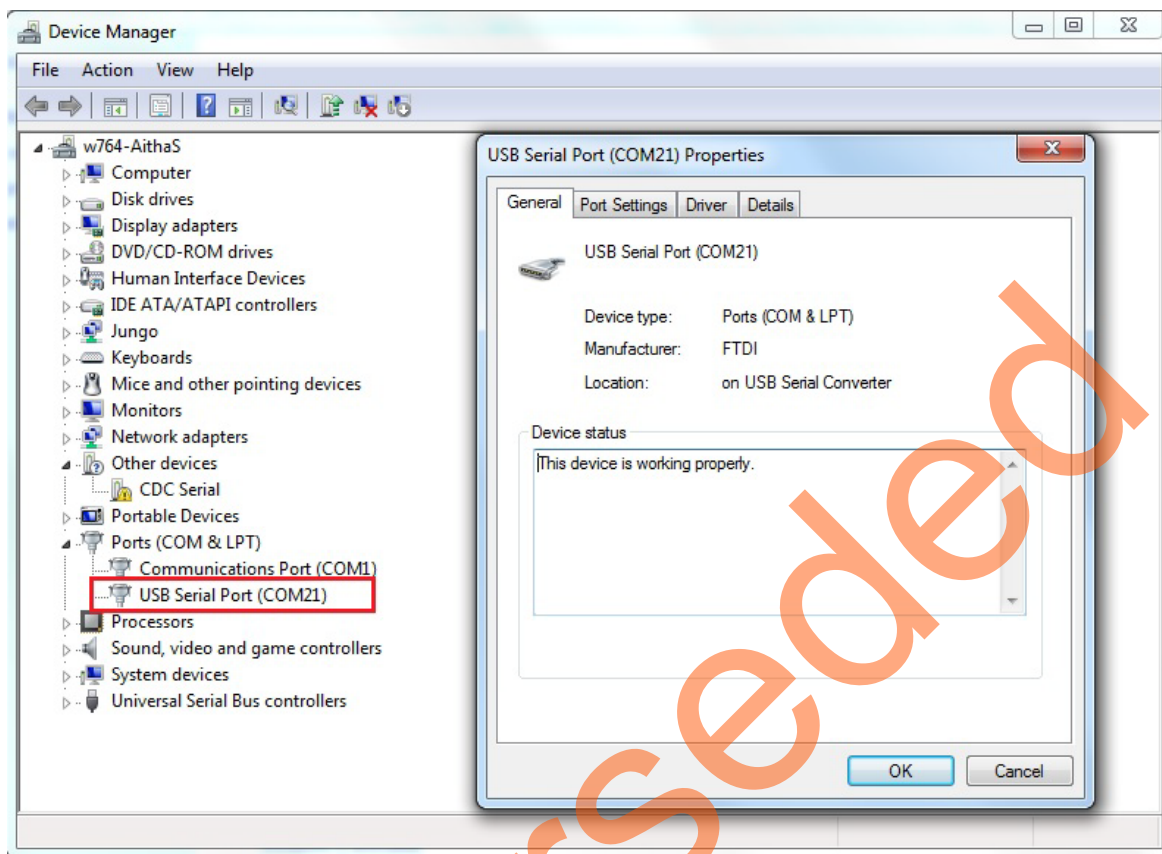 Device Manager
File Action View Help
w764-AithaS
Computer
Disk drives
Display adapters
DVD/CD-ROM drives
Human Interface Devices
IDE ATA/ATAPI controllers
Jungo
Keyboards
Mice and other pointing devices
Monitors
Network adapters
Other devices
CDC Serial
Portable Devices
Ports (COM & LPT)
Communications Port (COM1)
USB Serial Port (COM21)
Processors
Sound, video and game controllers
System devices
Universal Serial Bus controllers
USB Serial Port (COM21) Properties
General Port Settings Driver Details
USB Serial Port (COM21)
Device type: Ports (COM & LPT)
Manufacturer: FTDI
Location: on USB Serial Converter
Device status
This device is working properly.
OK Cancel
seded